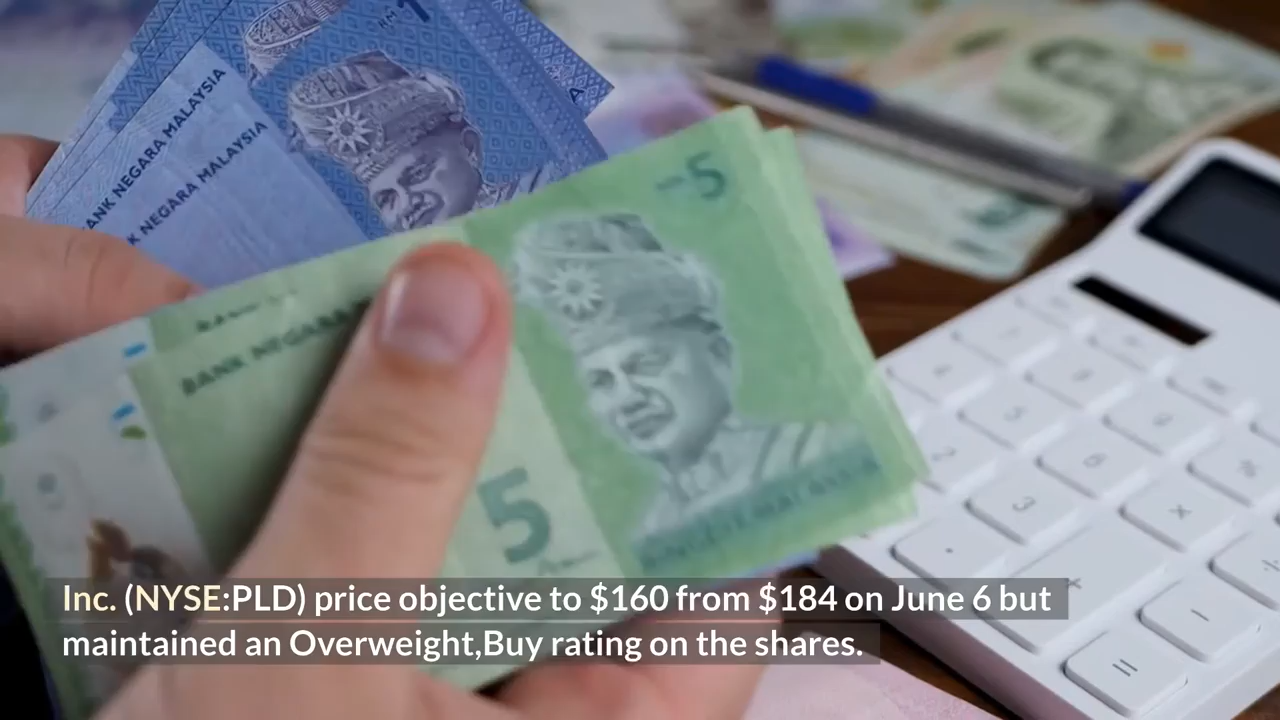 RM1
BANK NEGARA MALAYSIA
K NEGARA MALAYSIA
5
BANK NEGARA
5
Inc. (NYSE:PLD) price objective to $160 from $184 on June 6 but
maintained an Overweight,Buy rating on the shares.